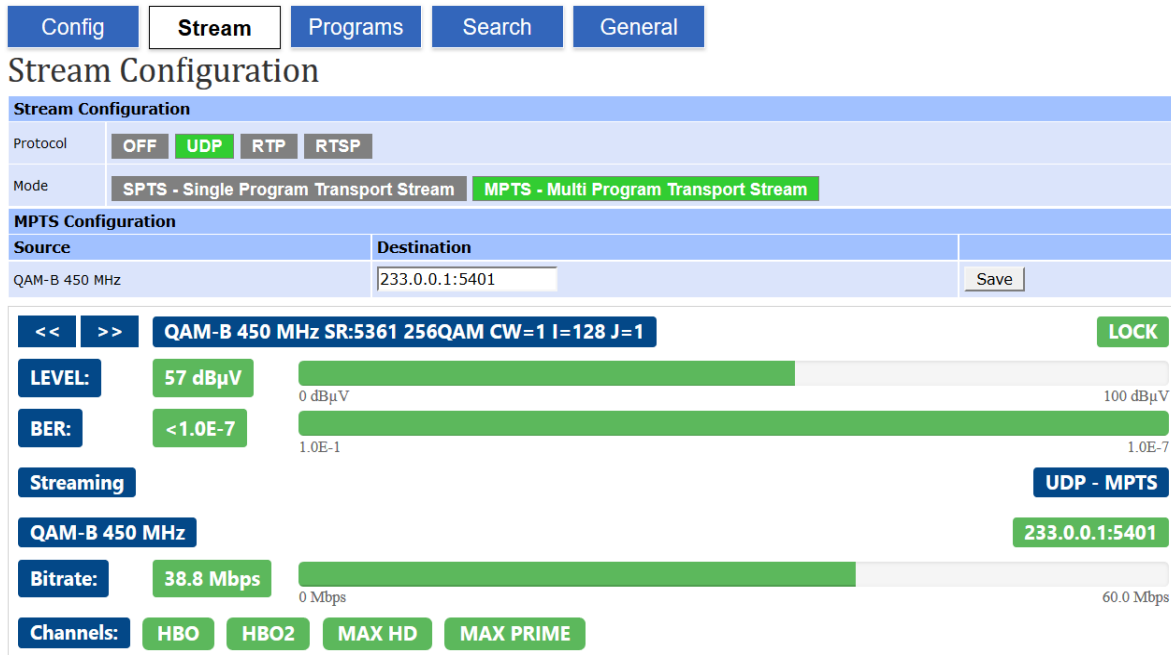 Config Stream Programs Search General
Stream Configuration
Stream Configuration
Protocol OFF UDP RTP RTSP
Mode SPTS - Single Program Transport Stream MPTS - Multi Program Transport Stream
MPTS Configuration
Source Destination
QAM-B 450 MHz 233.0.0.1:5401 Save
<< >> QAM-B 450 MHz SR:5361 256QAM CW=1 I=128 J=1 LOCK
LEVEL: 57 dBµV
0 dBµV 100 dBµV
BER: <1.0E-7
1.0E-1 1.0E-7
Streaming UDP - MPTS
QAM-B 450 MHz 233.0.0.1:5401
Bitrate: 38.8 Mbps
0 Mbps 60.0 Mbps
Channels: HBO HBO2 MAX HD MAX PRIME